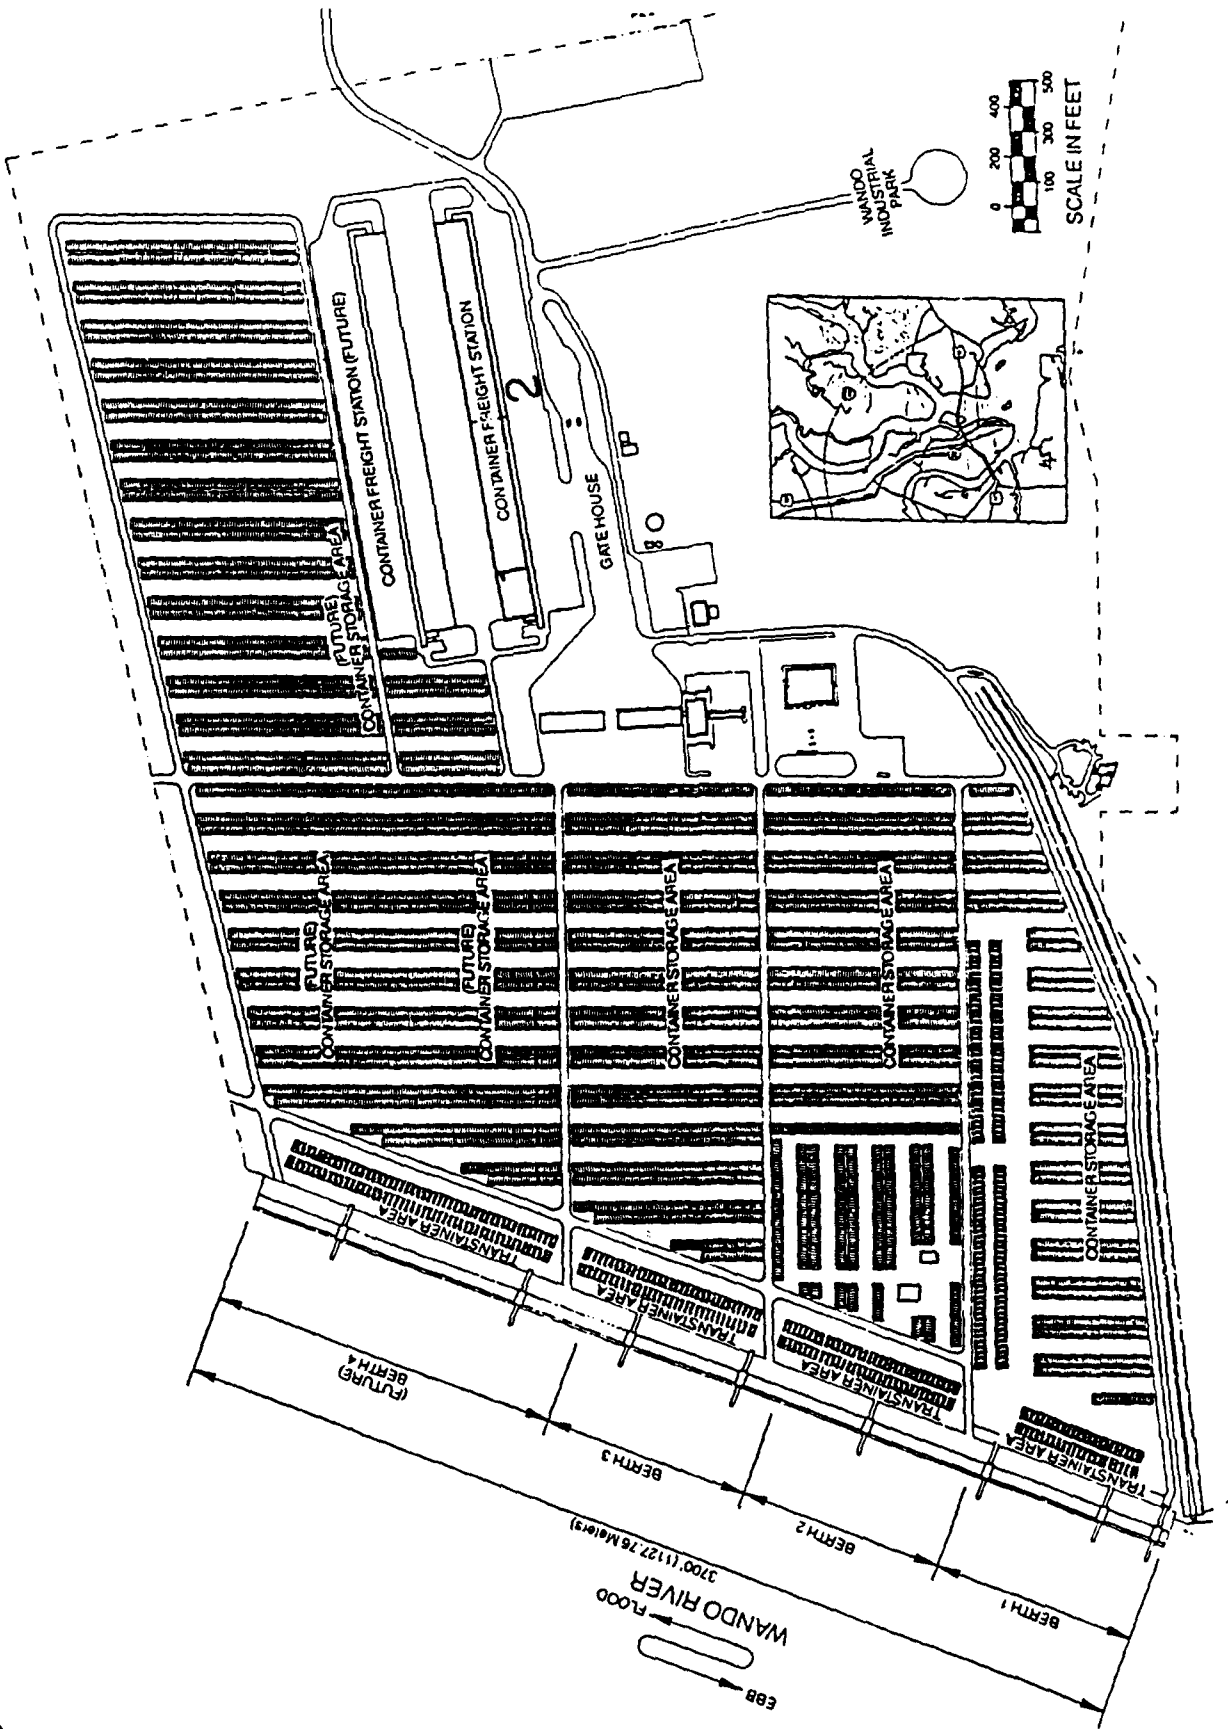 0
200
400
100
300
500
SCALE IN FEET
WANDO
INDUSTRIAL
PARK
CONTAINER FREIGHT STATION (FUTURE)
CONTAINER FREIGHT STATION
2
1
GATE HOUSE
(FUTURE)
CONTAINER STORAGE AREA
(FUTURE)
CONTAINER STORAGE AREA
(FUTURE)
CONTAINER STORAGE AREA
CONTAINER STORAGE AREA
CONTAINER STORAGE AREA
CONTAINER STORAGE AREA
TRANSTAINER AREA
TRANSTAINER AREA
TRANSTAINER AREA
TRANSTAINER AREA
(FUTURE)
BERTH 4
BERTH 3
BERTH 2
BERTH 1
3700' (1127.76 Meters)
WANDO RIVER
FLOOD
EBB